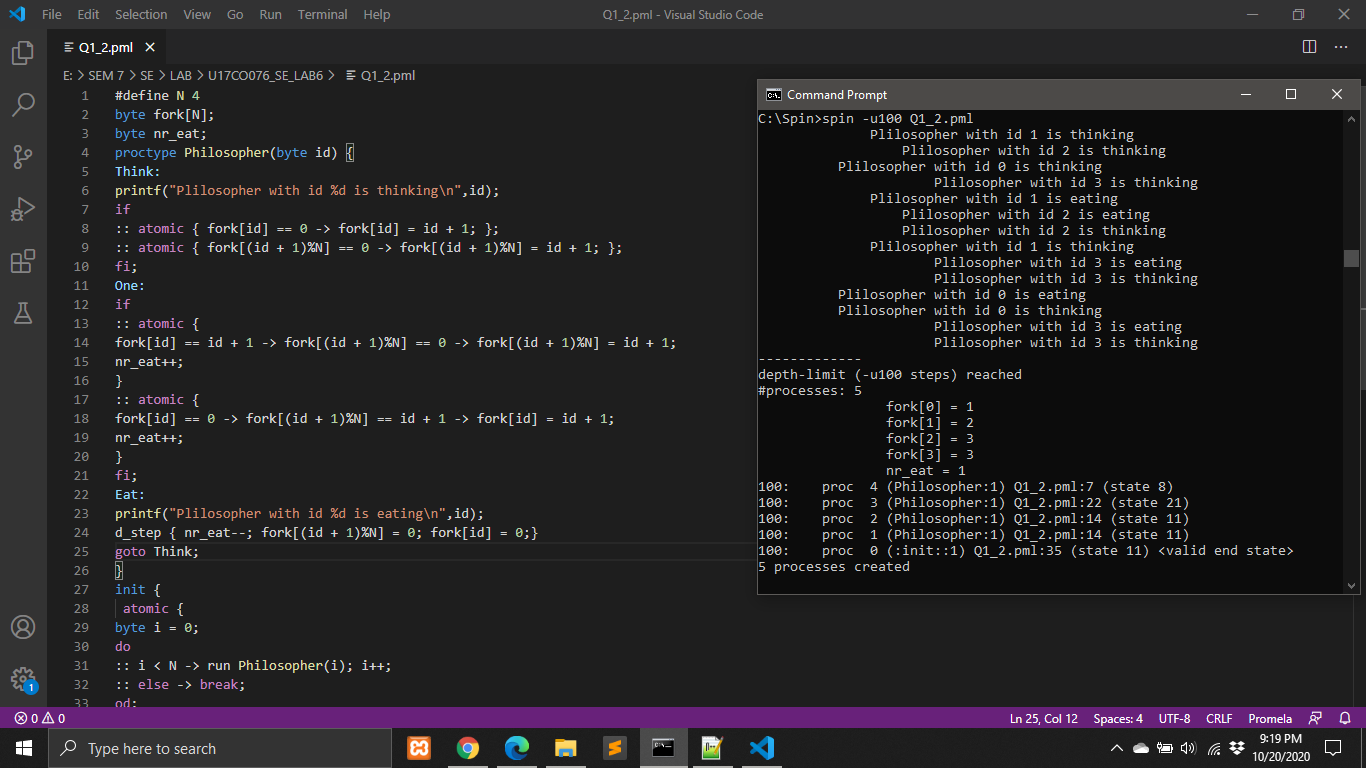 File Edit Selection View Go Run Terminal Help
Q1_2.pml - Visual Studio Code
Q1_2.pml
E: > SEM 7 > SE > LAB > U17CO076_SE_LAB6 > Q1_2.pml
1 #define N 4
2 byte fork[N];
3 byte nr_eat;
4 proctype Philosopher(byte id) {
5 Think:
6 printf("Plilosopher with id %d is thinking\n",id);
7 if
8 :: atomic { fork[id] == 0 -> fork[id] = id + 1; };
9 :: atomic { fork[(id + 1)%N] == 0 -> fork[(id + 1)%N] = id + 1; };
10 fi;
11 One:
12 if
13 :: atomic {
14 fork[id] == id + 1 -> fork[(id + 1)%N] == 0 -> fork[(id + 1)%N] = id + 1;
15 nr_eat++;
16 }
17 :: atomic {
18 fork[id] == 0 -> fork[(id + 1)%N] == id + 1 -> fork[id] = id + 1;
19 nr_eat++;
20 }
21 fi;
22 Eat:
23 printf("Plilosopher with id %d is eating\n",id);
24 d_step { nr_eat--; fork[(id + 1)%N] = 0; fork[id] = 0;}
25 goto Think;
26 }
27 init {
28 atomic {
29 byte i = 0;
30 do
31 :: i < N -> run Philosopher(i); i++;
32 :: else -> break;
33 od;
Command Prompt
C:\Spin>spin -u100 Q1_2.pml
Plilosopher with id 1 is thinking
Plilosopher with id 2 is thinking
Plilosopher with id 0 is thinking
Plilosopher with id 3 is thinking
Plilosopher with id 1 is eating
Plilosopher with id 2 is eating
Plilosopher with id 2 is thinking
Plilosopher with id 1 is thinking
Plilosopher with id 3 is eating
Plilosopher with id 3 is thinking
Plilosopher with id 0 is eating
Plilosopher with id 0 is thinking
Plilosopher with id 3 is eating
Plilosopher with id 3 is thinking
-------------
depth-limit (-u100 steps) reached
#processes: 5
fork[0] = 1
fork[1] = 2
fork[2] = 3
fork[3] = 3
nr_eat = 1
100: proc 4 (Philosopher:1) Q1_2.pml:7 (state 8)
100: proc 3 (Philosopher:1) Q1_2.pml:22 (state 21)
100: proc 2 (Philosopher:1) Q1_2.pml:14 (state 11)
100: proc 1 (Philosopher:1) Q1_2.pml:14 (state 11)
100: proc 0 (:init::1) Q1_2.pml:35 (state 11) <valid end state>
5 processes created
1
0 0
Ln 25, Col 12 Spaces: 4 UTF-8 CRLF Promela
Type here to search
9:19 PM
10/20/2020